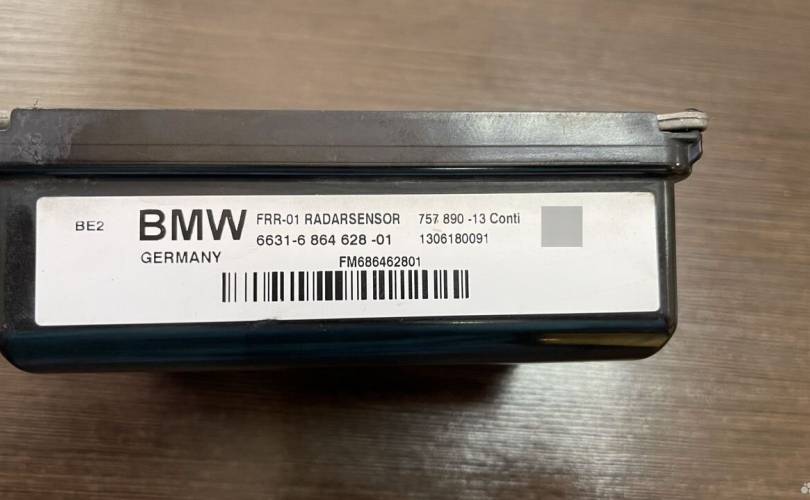 BE2
BMW
GERMANY
FRR-01 RADARSENSOR 757 890 -13 Conti
6631-6 864 628 -01 1306180091
FM686462801